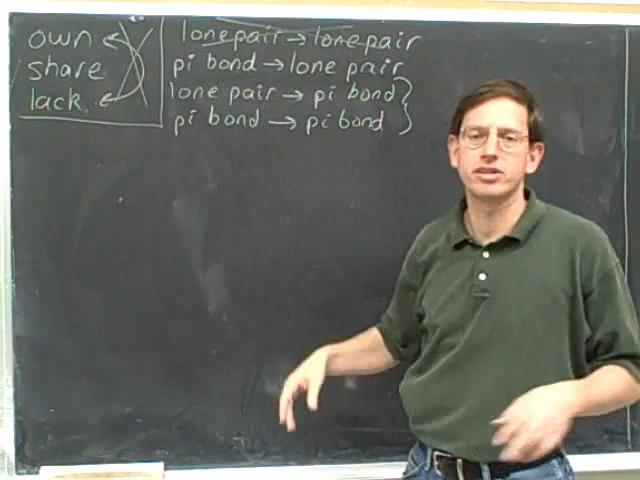 own
share
lack
lone pair → lone pair
pi bond → lone pair
lone pair → pi bond
pi bond → pi bond